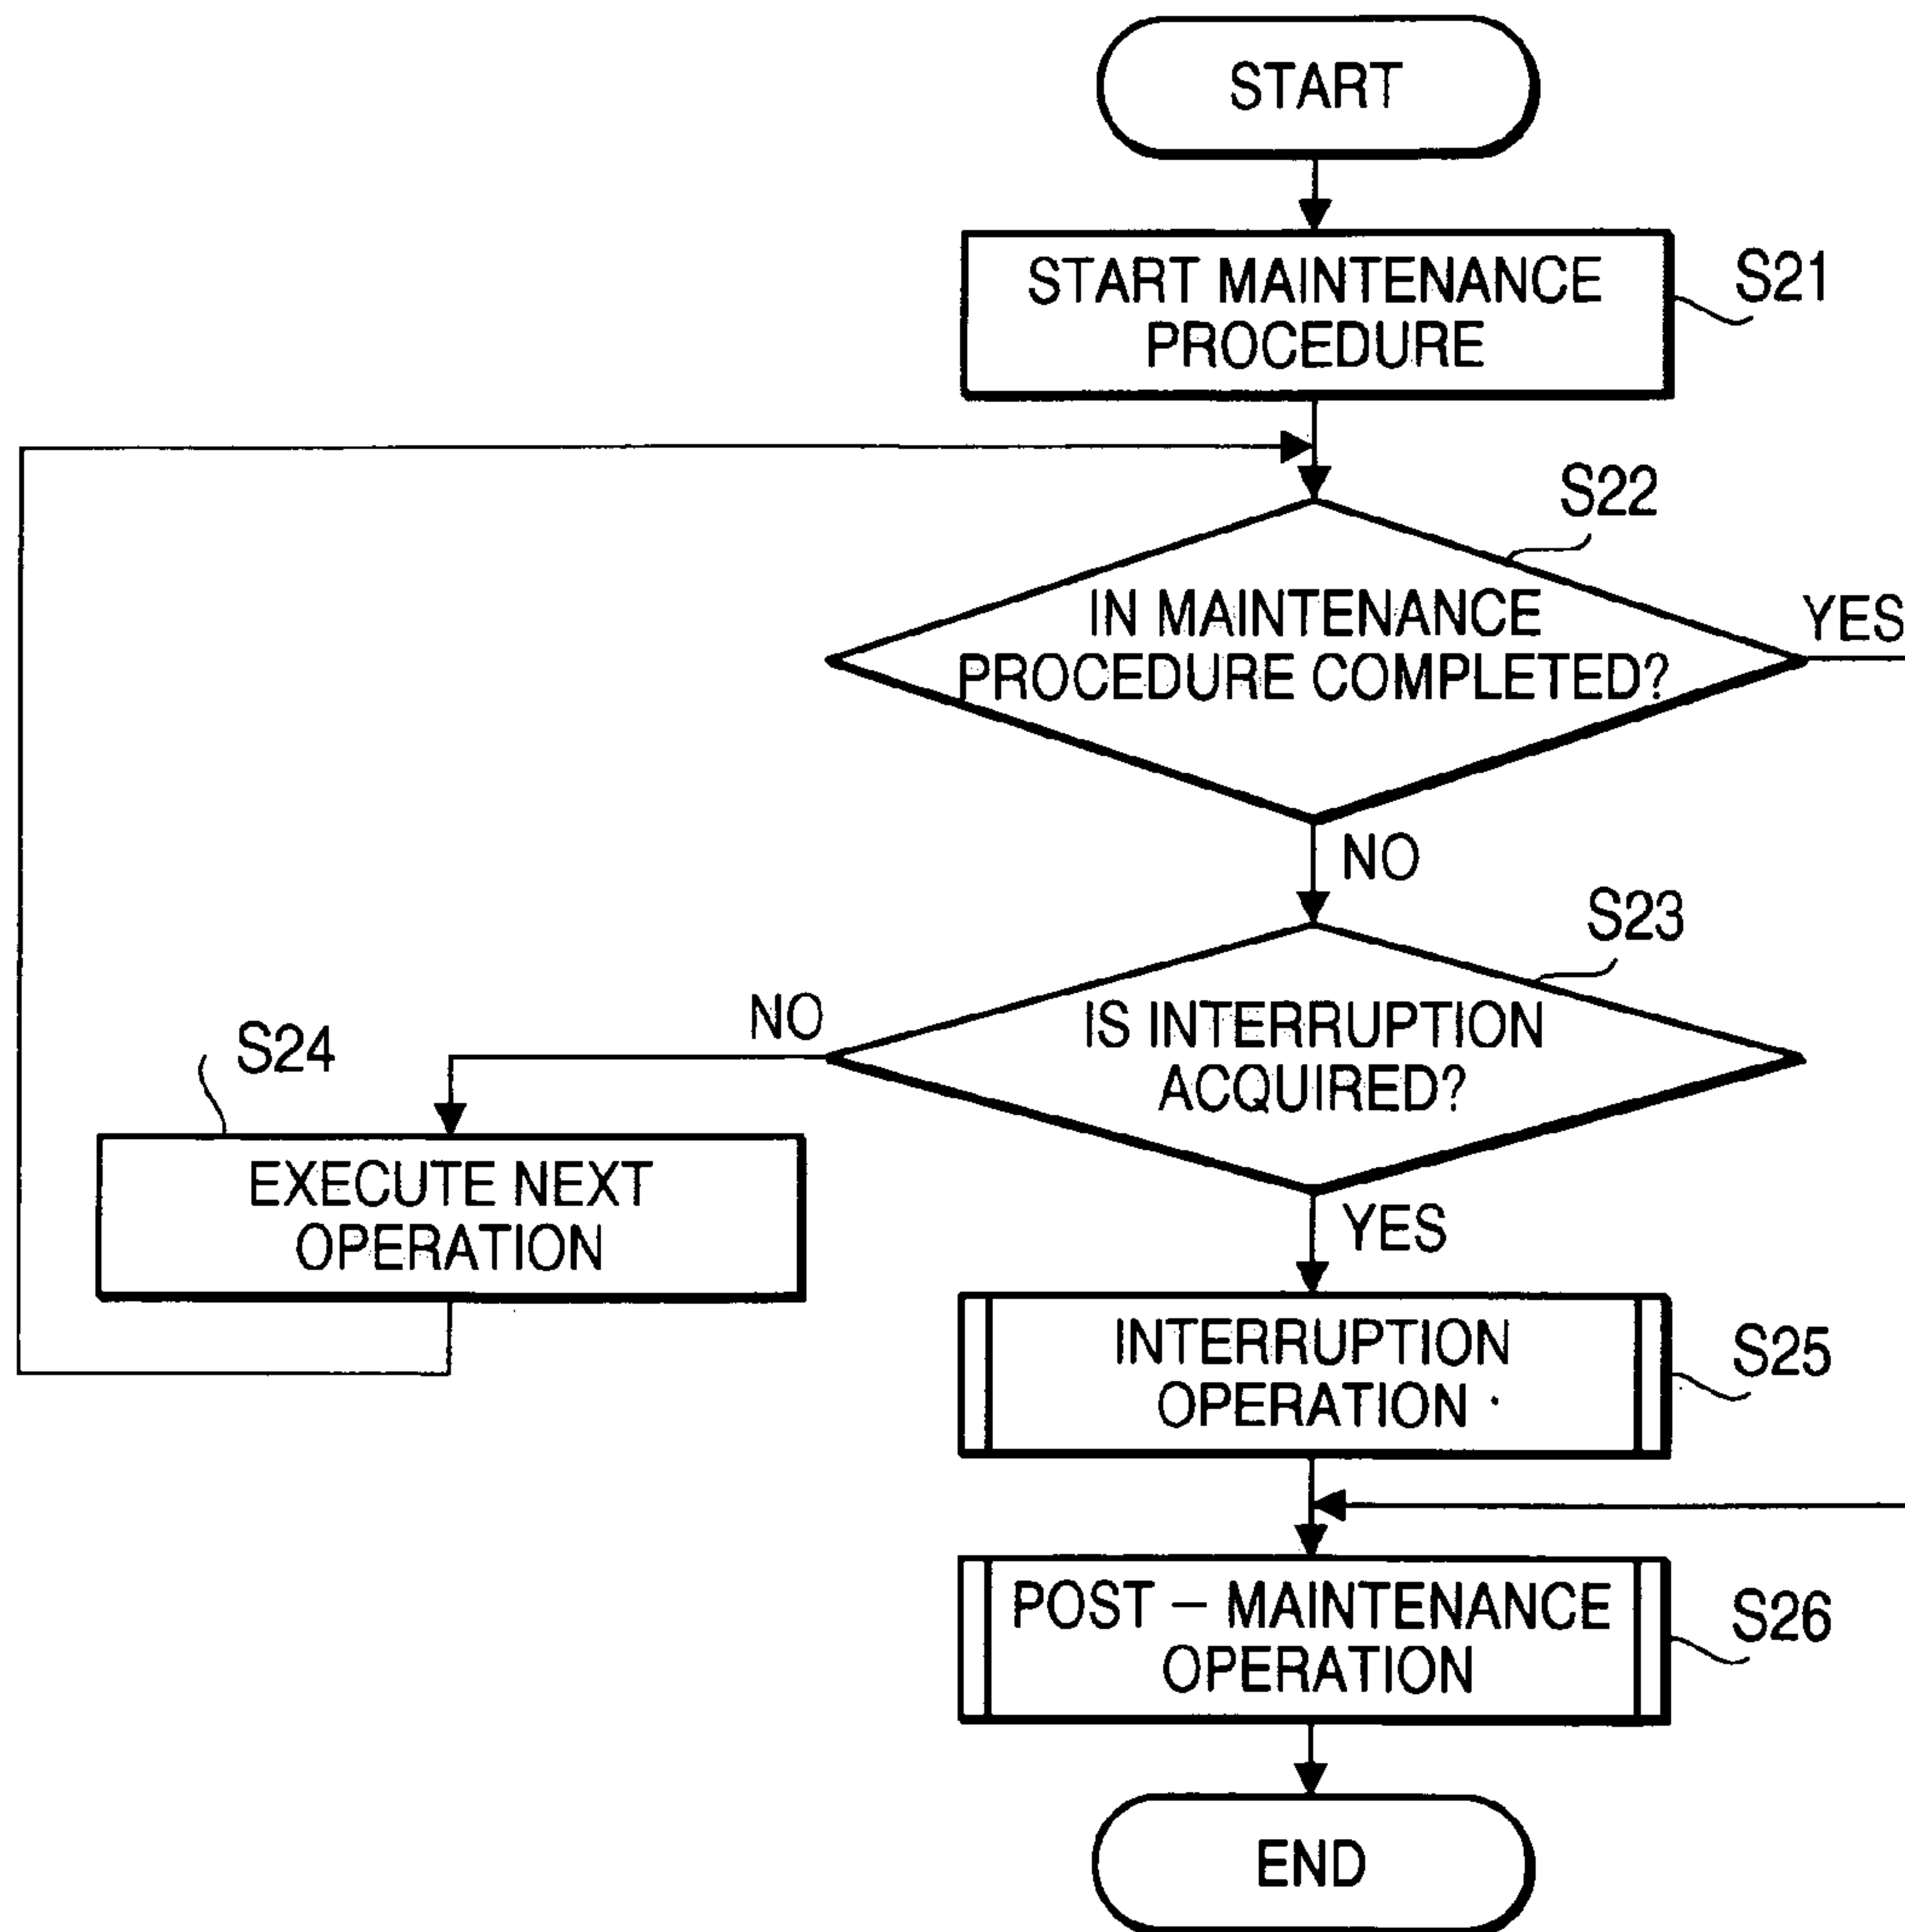 START
START MAINTENANCE
PROCEDURE
S21
S22
IN MAINTENANCE
PROCEDURE COMPLETED?
YES
NO
S23
IS INTERRUPTION
ACQUIRED?
NO
S24
EXECUTE NEXT
OPERATION
YES
INTERRUPTION
OPERATION
S25
POST – MAINTENANCE
OPERATION
S26
END